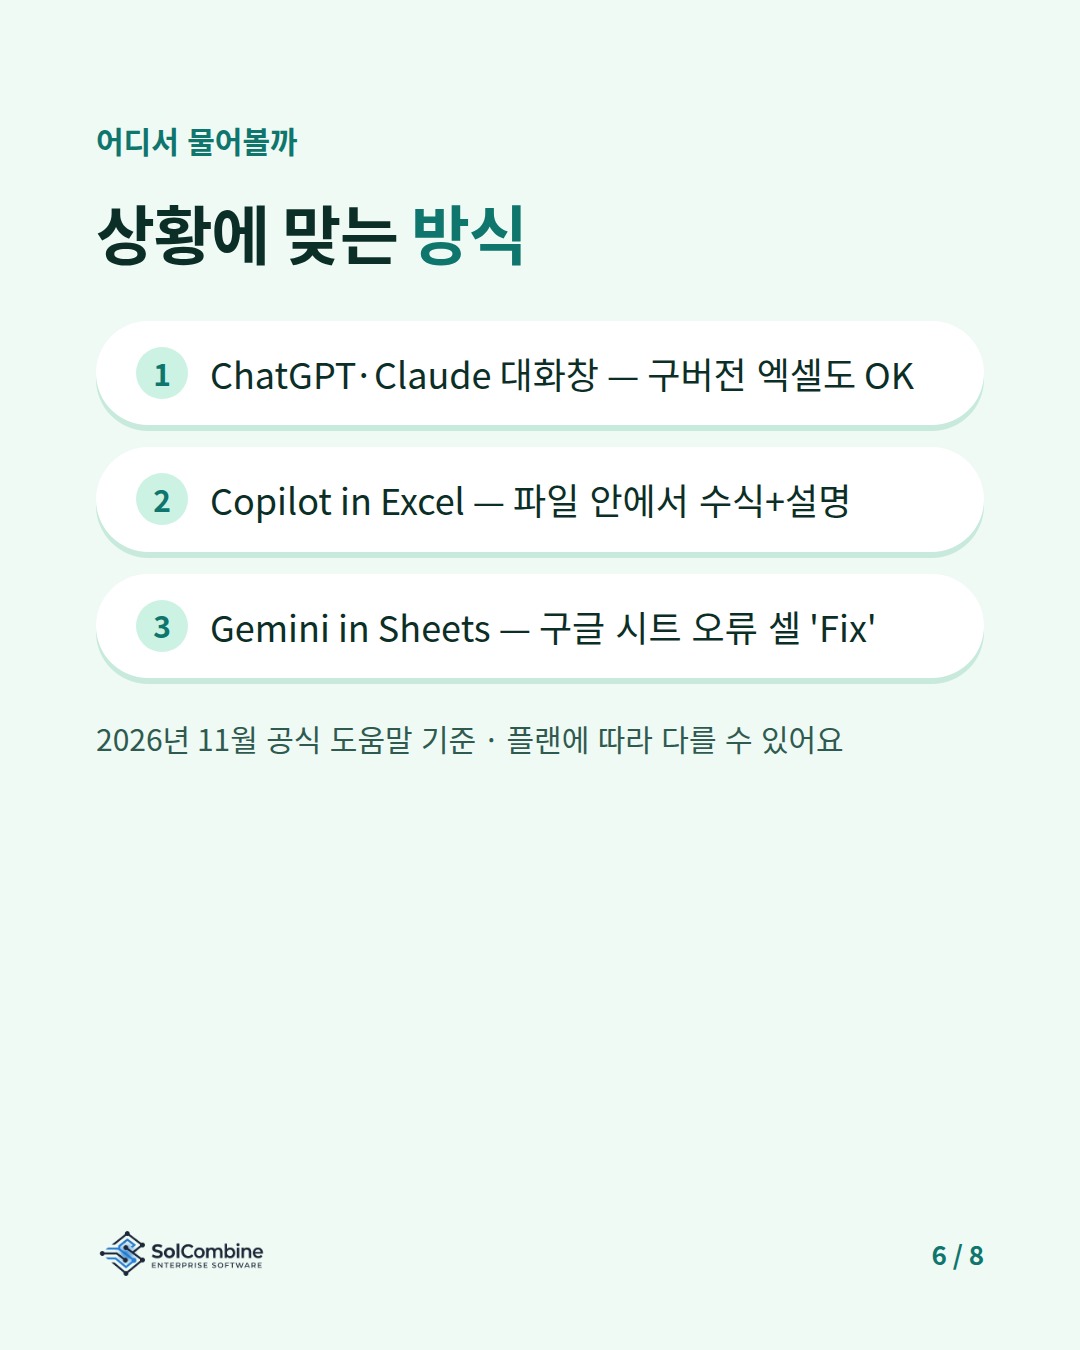 어디서 물어볼까
상황에 맞는 방식
1 ChatGPT·Claude 대화창 — 구버전 엑셀도 OK
2 Copilot in Excel — 파일 안에서 수식+설명
3 Gemini in Sheets — 구글 시트 오류 셀 'Fix'
2026년 11월 공식 도움말 기준 · 플랜에 따라 다를 수 있어요
SolCombine
ENTERPRISE SOFTWARE
6 / 8